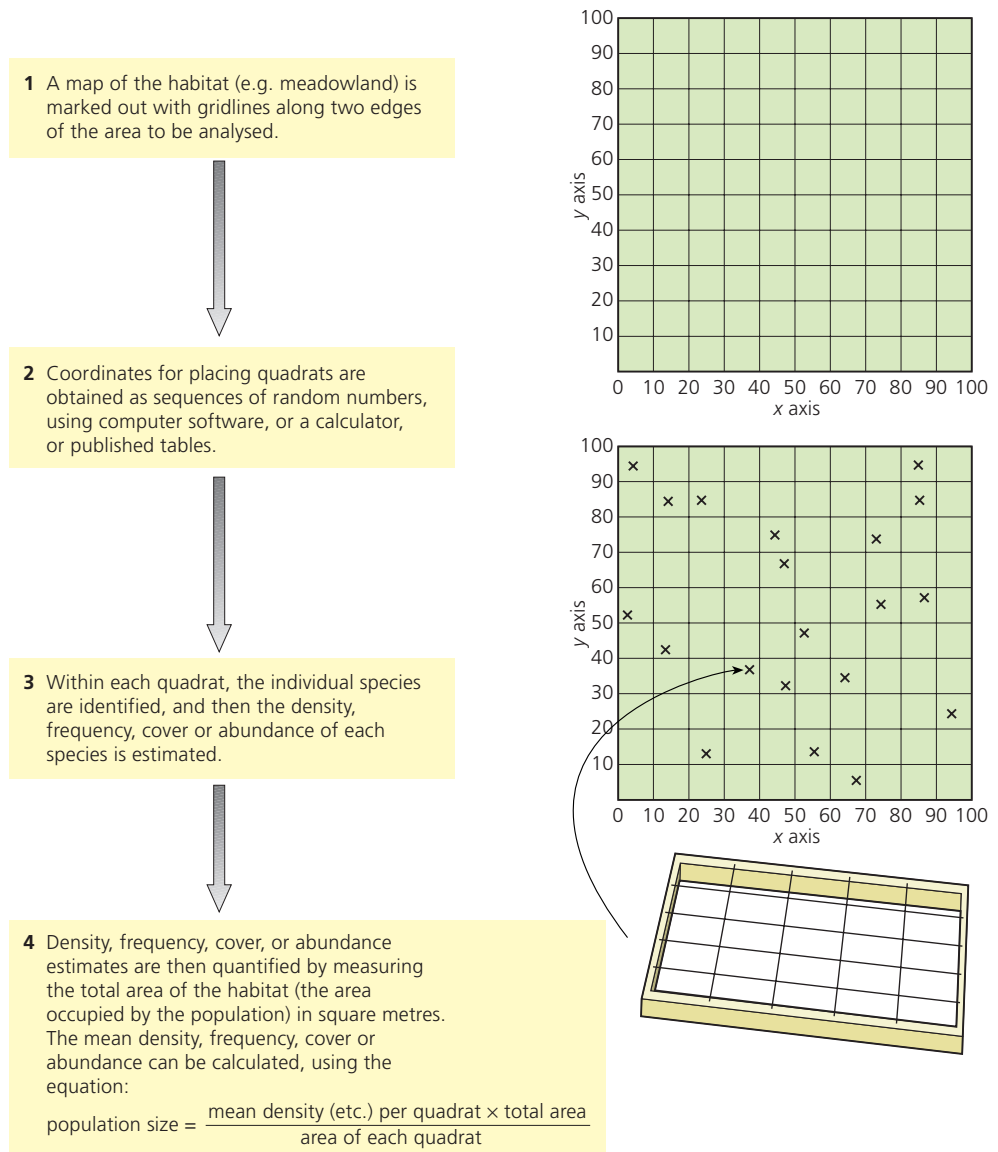 1 A map of the habitat (e.g. meadowland) is
marked out with gridlines along two edges
of the area to be analysed.
100
90
80
70
60
50
40
30
20
10
y axis
0 10 20 30 40 50 60 70 80 90 100
x axis
2 Coordinates for placing quadrats are
obtained as sequences of random numbers,
using computer software, or a calculator,
or published tables.
100
90
80
70
60
50
40
30
20
10
y axis
0 10 20 30 40 50 60 70 80 90 100
x axis
3 Within each quadrat, the individual species
are identified, and then the density,
frequency, cover or abundance of each
species is estimated.
4 Density, frequency, cover, or abundance
estimates are then quantified by measuring
the total area of the habitat (the area
occupied by the population) in square metres.
The mean density, frequency, cover or
abundance can be calculated, using the
equation:
population size = mean density (etc.) per quadrat × total area
area of each quadrat